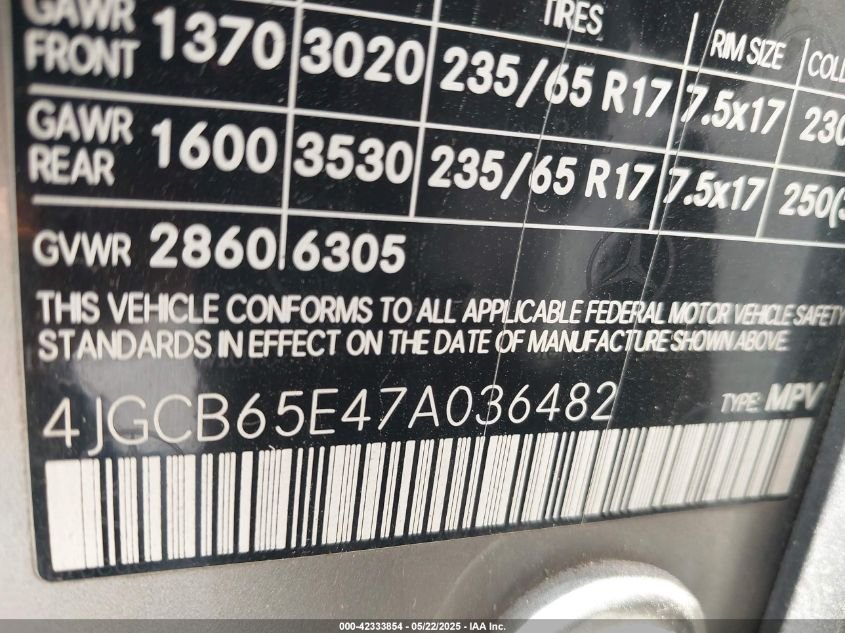 GAWR FRONT 1370 3020 235/65 R17 7.5x17 230
TIRES RIM SIZE
GAWR REAR 1600 3530 235/65 R17 7.5x17 250(
GVWR 2860 6305
THIS VEHICLE CONFORMS TO ALL APPLICABLE FEDERAL MOTOR VEHICLE SAFETY
STANDARDS IN EFFECT ON THE DATE OF MANUFACTURE SHOWN ABOVE.
4JGCB65E47A036482 TYPE: MPV
000-42333854 - 05/22/2025 - IAA Inc.